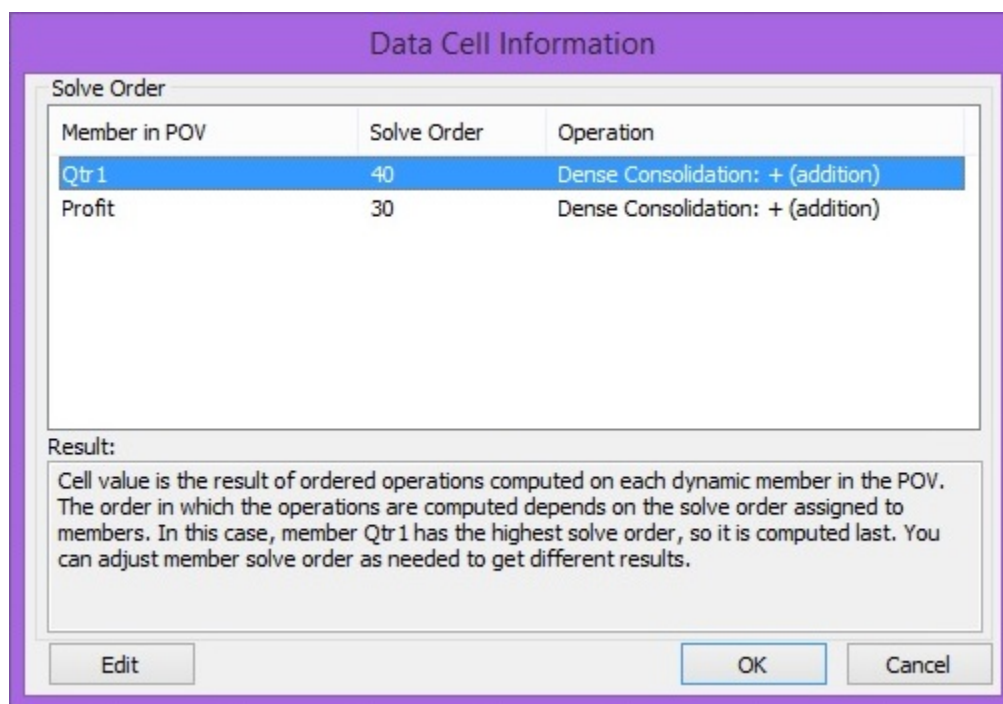 Data Cell Information
Solve Order
Member in POV Solve Order Operation
Qtr1 40 Dense Consolidation: + (addition)
Profit 30 Dense Consolidation: + (addition)
Result:
Cell value is the result of ordered operations computed on each dynamic member in the POV.
The order in which the operations are computed depends on the solve order assigned to
members. In this case, member Qtr1 has the highest solve order, so it is computed last. You
can adjust member solve order as needed to get different results.
Edit OK Cancel